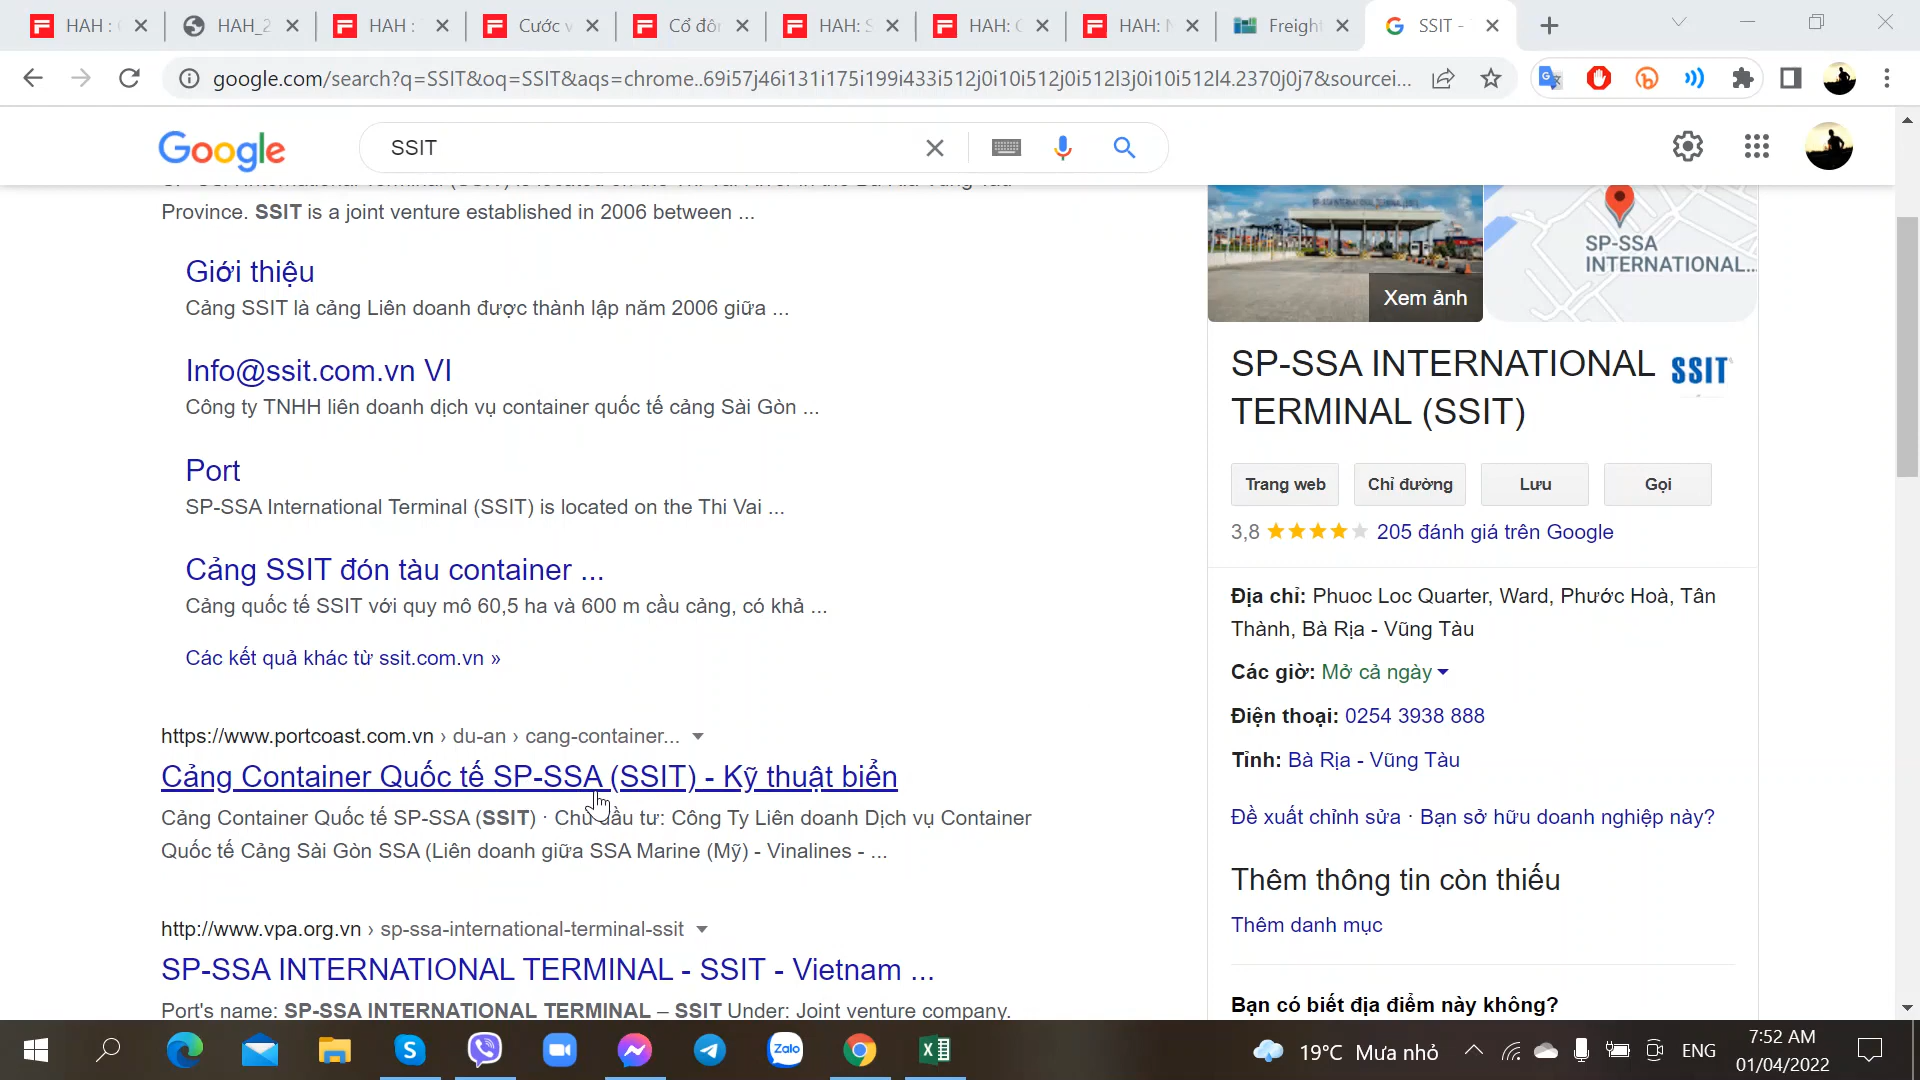 HAH :
HAH_2
HAH :
Cước v
Cổ đôn
HAH: S
HAH:
HAH: N
Freight
SSIT -
google.com/search?q=SSIT&oq=SSIT&aqs=chrome..69i57j46i131i175i199i433i512j0i10i512j0i512l3j0i10i512l4.2370j0j7&sourcei...
Google
SSIT
Province. SSIT is a joint venture established in 2006 between ...
Giới thiệu
Cảng SSIT là cảng Liên doanh được thành lập năm 2006 giữa ...
Info@ssit.com.vn VI
Công ty TNHH liên doanh dịch vụ container quốc tế cảng Sài Gòn ...
Port
SP-SSA International Terminal (SSIT) is located on the Thi Vai ...
Cảng SSIT đón tàu container ...
Cảng quốc tế SSIT với quy mô 60,5 ha và 600 m cầu cảng, có khả ...
Các kết quả khác từ ssit.com.vn »
https://www.portcoast.com.vn › du-an › cang-container...
Cảng Container Quốc tế SP-SSA (SSIT) - Kỹ thuật biển
Cảng Container Quốc tế SP-SSA (SSIT) · Chủ đầu tư: Công Ty Liên doanh Dịch vụ Container
Quốc tế Cảng Sài Gòn SSA (Liên doanh giữa SSA Marine (Mỹ) - Vinalines - ...
http://www.vpa.org.vn › sp-ssa-international-terminal-ssit
SP-SSA INTERNATIONAL TERMINAL - SSIT - Vietnam ...
Port's name: SP-SSA INTERNATIONAL TERMINAL – SSIT Under: Joint venture company.
Xem ảnh
SP-SSA
INTERNATIONAL...
SP-SSA INTERNATIONAL
TERMINAL (SSIT)
SSIT
Trang web
Chỉ đường
Lưu
Gọi
3,8
205 đánh giá trên Google
Địa chỉ: Phuoc Loc Quarter, Ward, Phước Hoà, Tân
Thành, Bà Rịa - Vũng Tàu
Các giờ: Mở cả ngày
Điện thoại: 0254 3938 888
Tỉnh: Bà Rịa - Vũng Tàu
Đề xuất chỉnh sửa · Bạn sở hữu doanh nghiệp này?
Thêm thông tin còn thiếu
Thêm danh mục
Bạn có biết địa điểm này không?
Zalo
19°C Mưa nhỏ
ENG
7:52 AM
01/04/2022